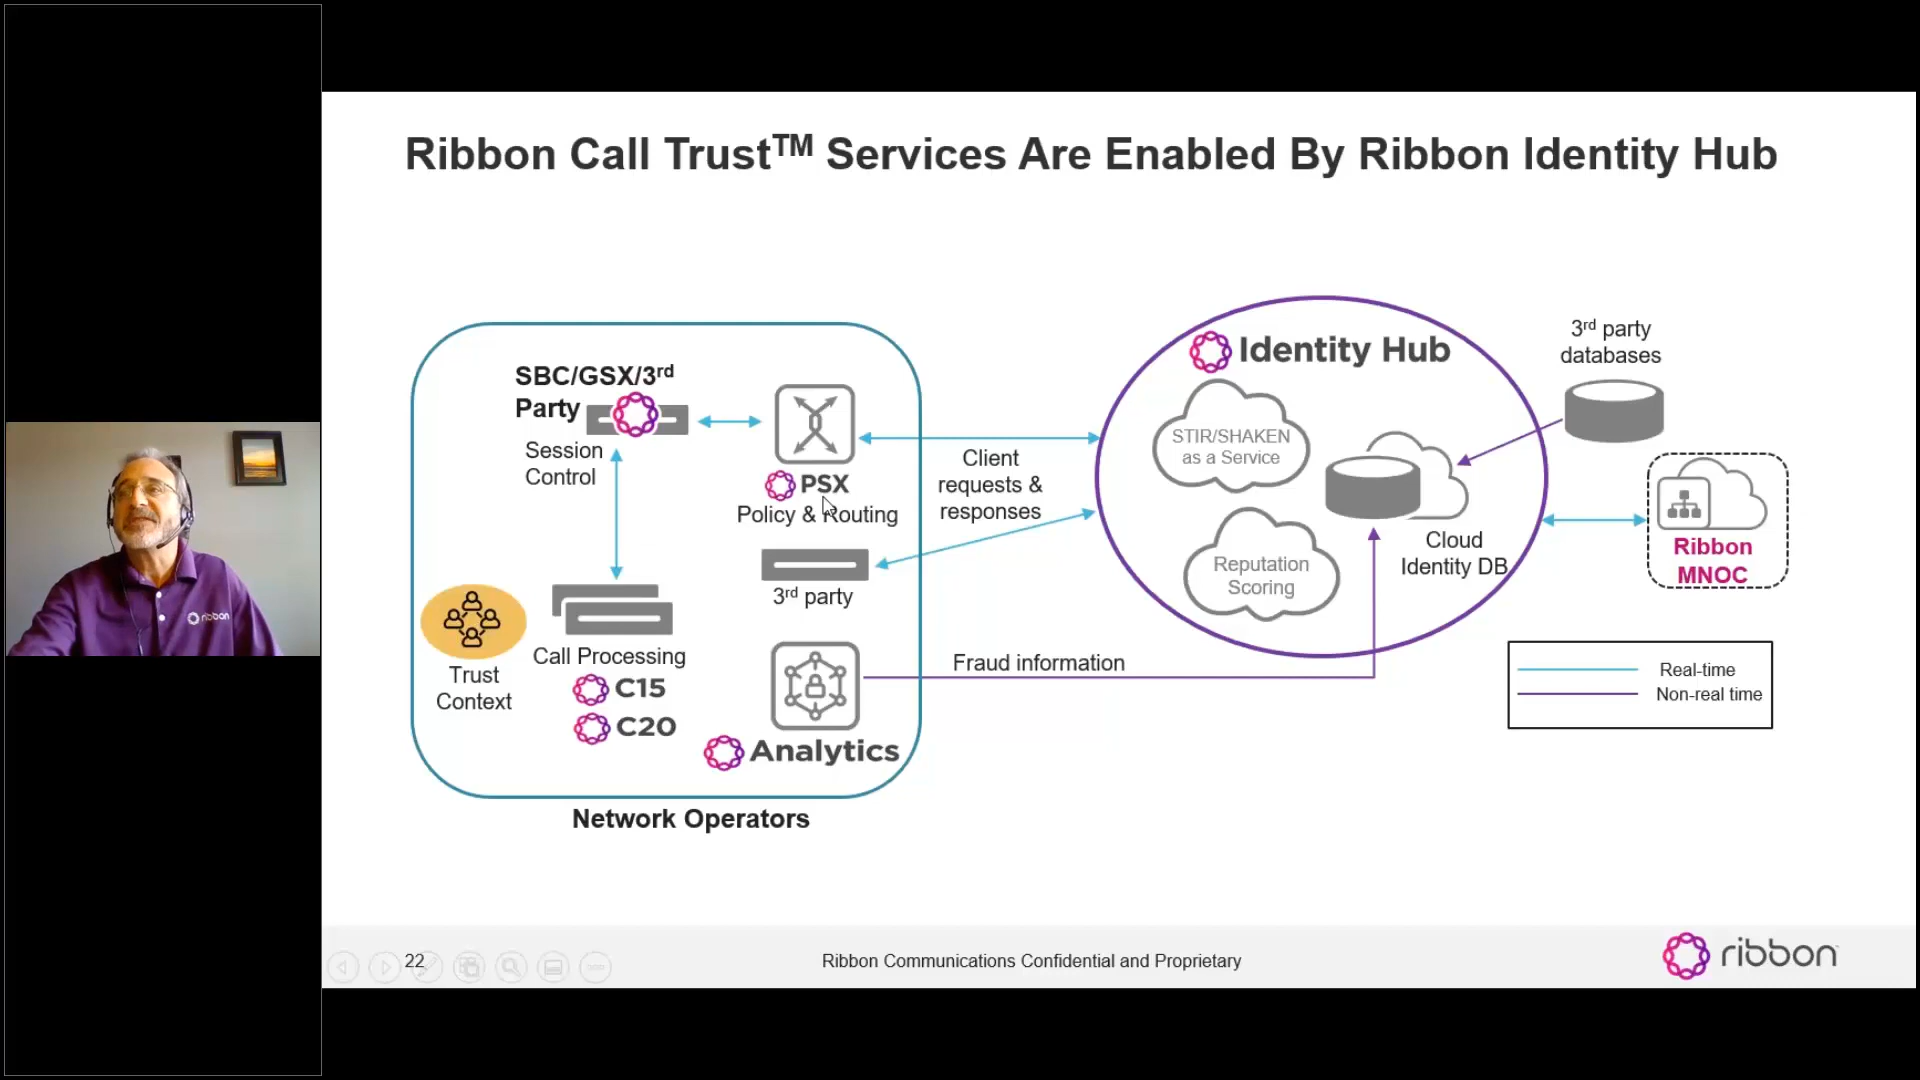 Ribbon Call Trust™ Services Are Enabled By Ribbon Identity Hub
SBC/GSX/3rd
Party
Session
Control
PSX
Policy & Routing
3rd party
Trust
Context
Call Processing
C15
C20
Analytics
Network Operators
Client
requests &
responses
Fraud information
Identity Hub
STIR/SHAKEN
as a Service
Reputation
Scoring
Cloud
Identity DB
3rd party
databases
Ribbon
MNOC
Real-time
Non-real time
ribbon
22
Ribbon Communications Confidential and Proprietary
ribbon